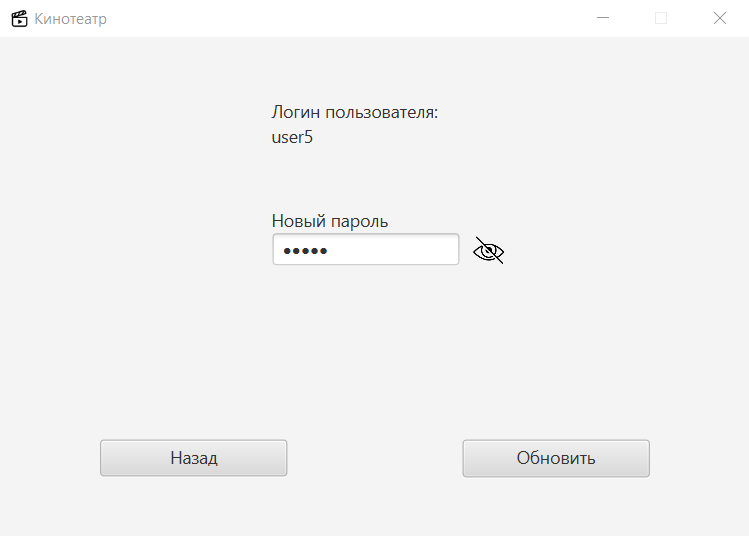 Кинотеатр
Логин пользователя:
user5
Новый пароль
•••••
Назад
Обновить